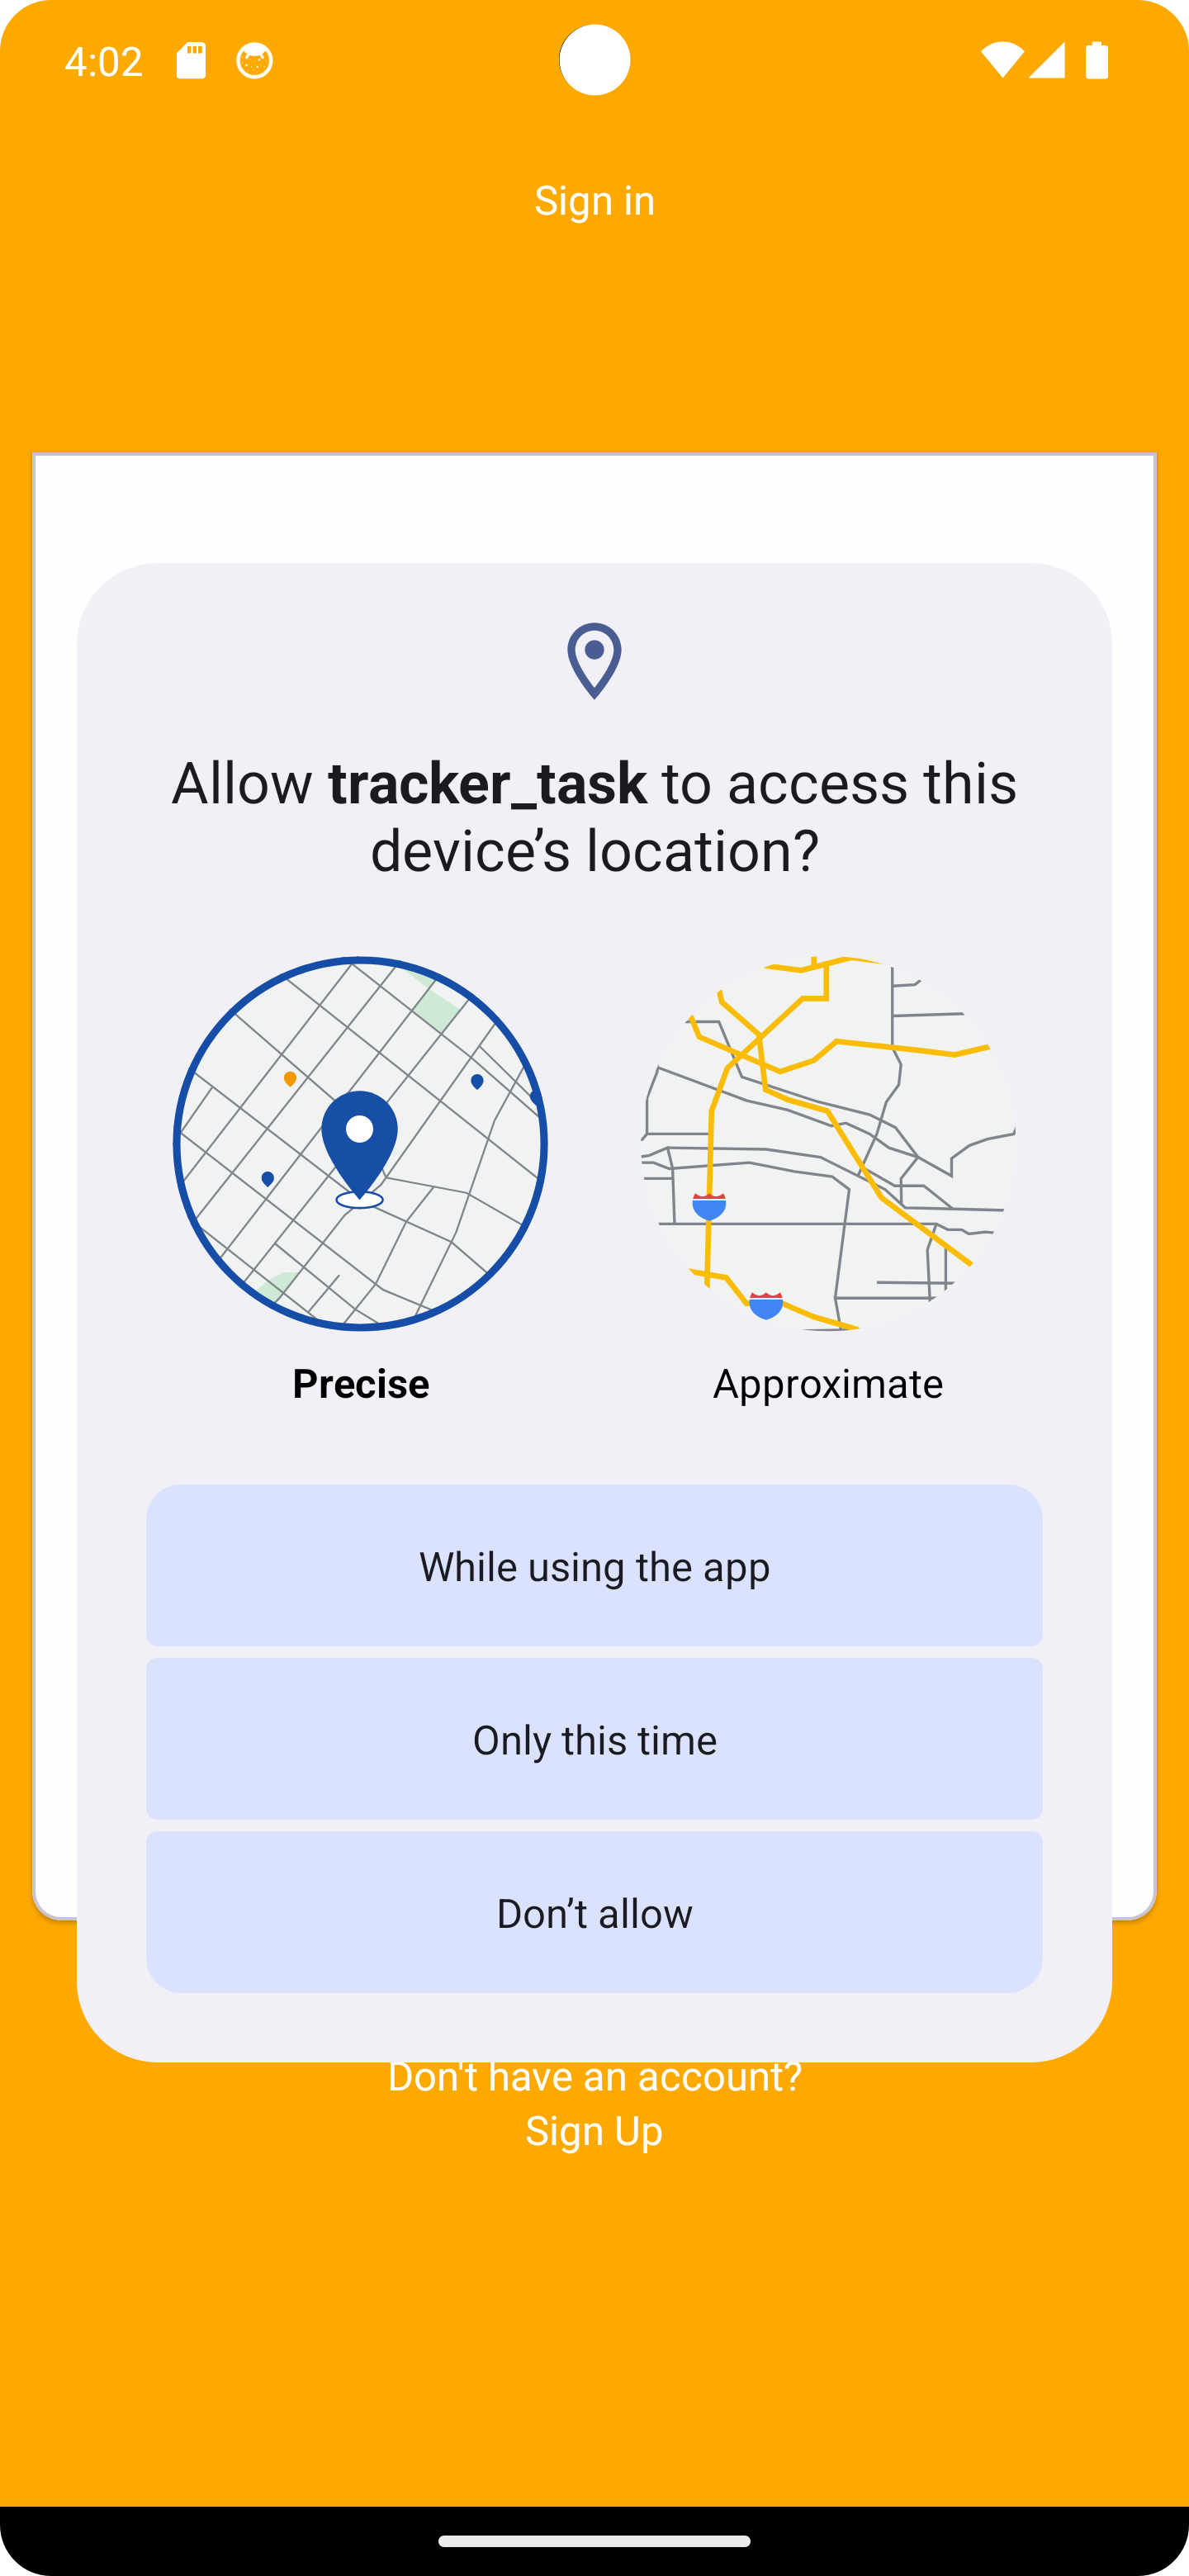 4:02
Sign in
Allow tracker_task to access this
device’s location?
Precise
Approximate
While using the app
Only this time
Don’t allow
Don't have an account?
Sign Up